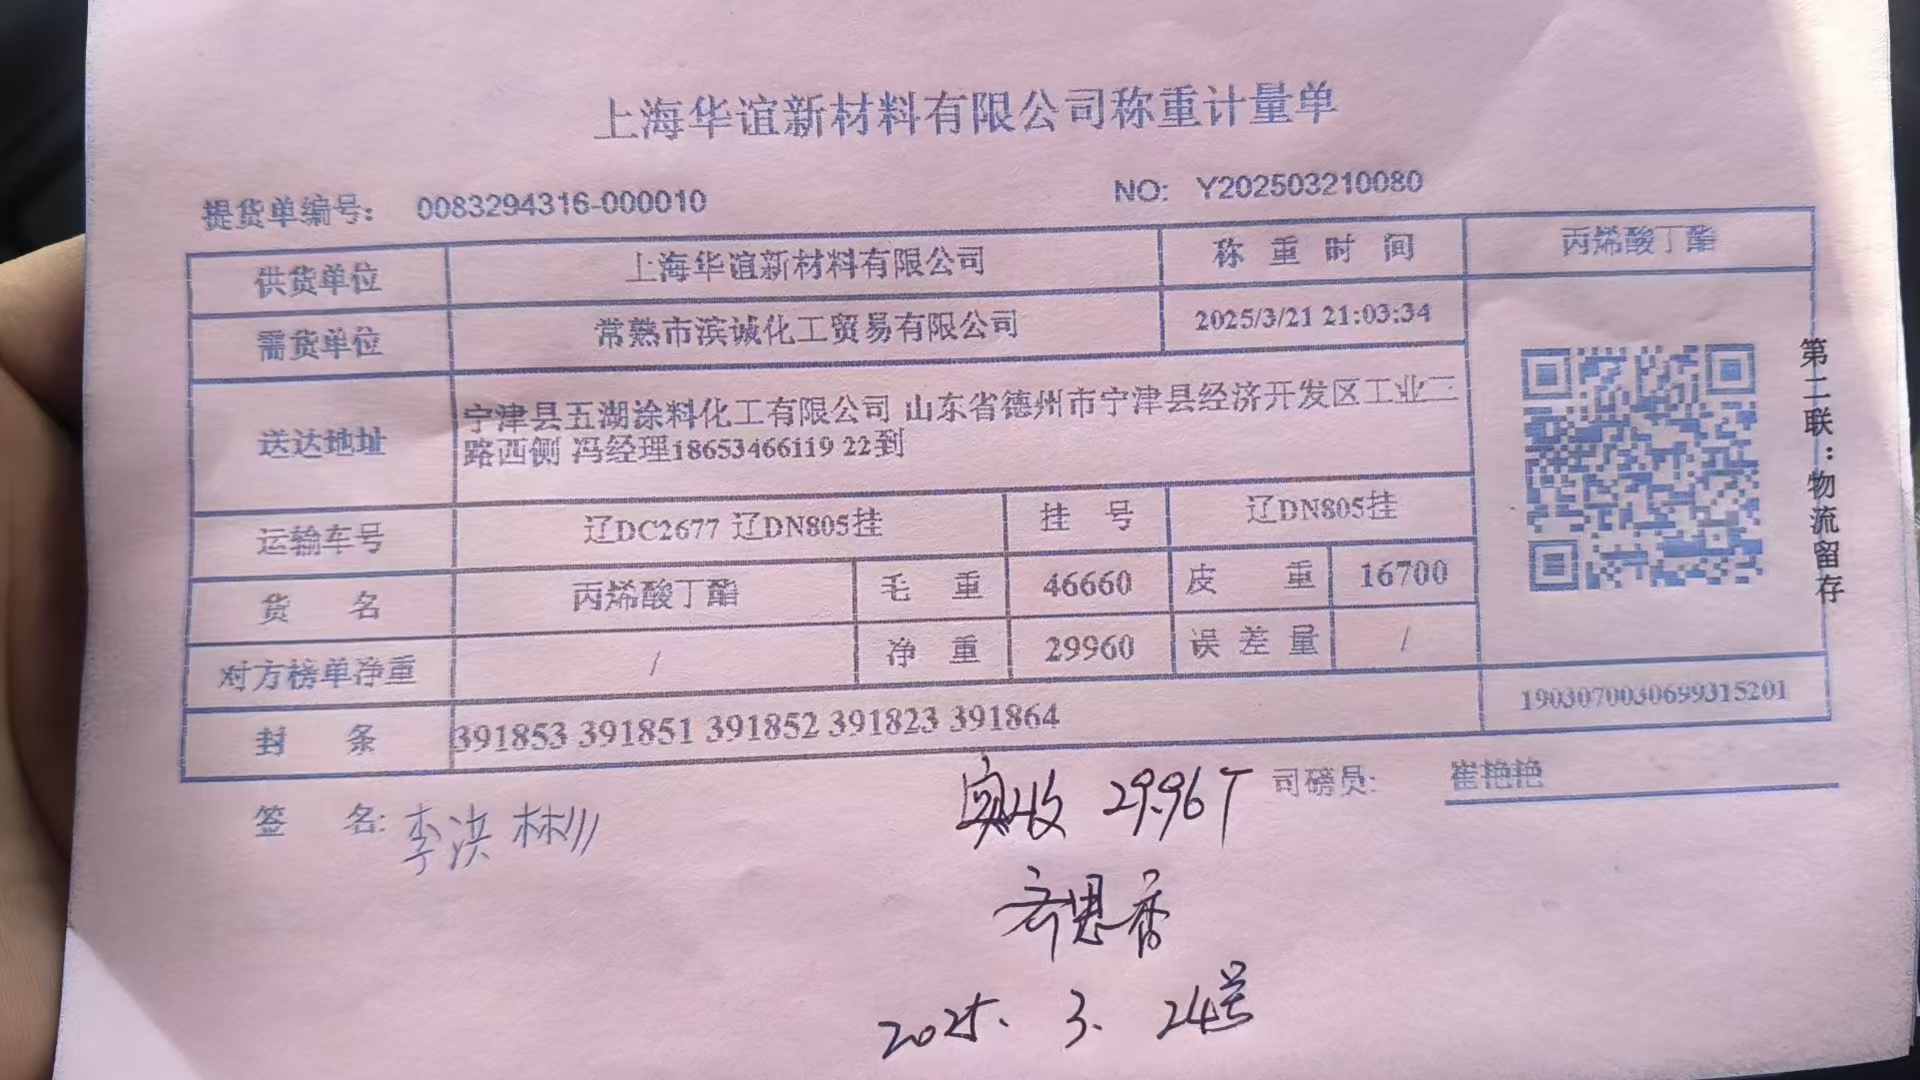 上海华谊新材料有限公司称重计量单
提货单编号: 0083294316-000010 NO: Y202503210080
供货单位 上海华谊新材料有限公司 称重时间 丙烯酸丁酯
需货单位 常熟市滨诚化工贸易有限公司 2025/3/21 21:03:34
送达地址 宁津县五湖涂料化工有限公司 山东省德州市宁津县经济开发区工业三
路西侧 冯经理18653466119 22到
运输车号 辽DC2677 辽DN805挂 挂号 辽DN805挂
货名 丙烯酸丁酯 毛重 46660 皮重 16700
对方榜单净重 / 净重 29960 误差量 /
封条 391853 391851 391852 391823 391864
1903070030699315201
第二联:物流留存
签名: 李洪林 司磅员: 崔艳艳
实收 29.96T
齐思香
2025. 3. 24号